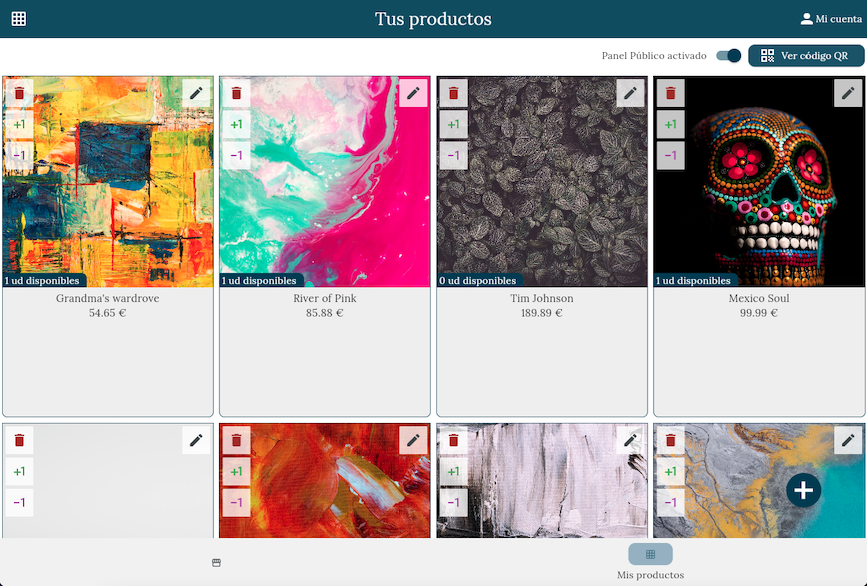 Tus productos
Mi cuenta
Panel Público activado
Ver código QR
+1
-1
+1
-1
+1
-1
+1
-1
1 ud disponibles
1 ud disponibles
0 ud disponibles
1 ud disponibles
Grandma's wardrove
River of Pink
Tim Johnson
Mexico Soul
54.65 €
85.88 €
189.89 €
99.99 €
+1
-1
+1
-1
+1
-1
+1
-1
Mis productos